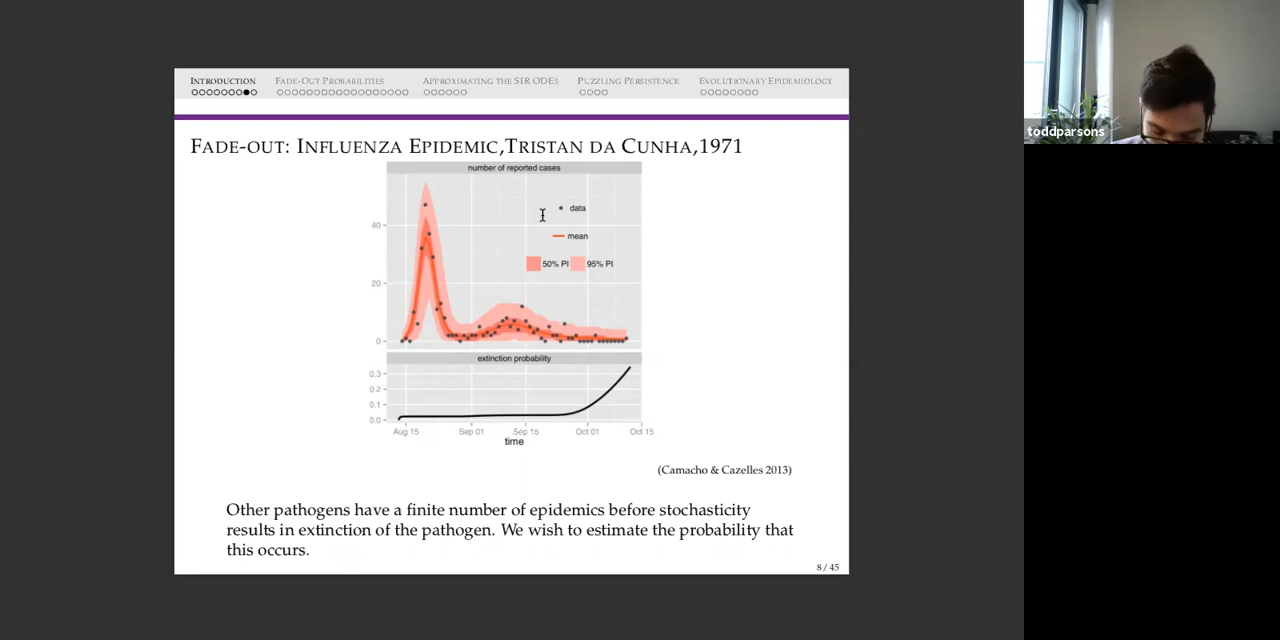 INTRODUCTION FADE-OUT PROBABILITIES APPROXIMATING THE SIR ODES PUZZLING PERSISTENCE EVOLUTIONARY EPIDEMIOLOGY
toddparsons
FADE-OUT: INFLUENZA EPIDEMIC,TRISTAN DA CUNHA,1971
number of reported cases
data
mean
50% PI 95% PI
40
20
0
extinction probability
0.3
0.2
0.1
0.0
Aug 15 Sep 01 Sep 15 Oct 01 Oct 15
time
(Camacho & Cazelles 2013)
Other pathogens have a finite number of epidemics before stochasticity
results in extinction of the pathogen. We wish to estimate the probability that
this occurs.
8 / 45